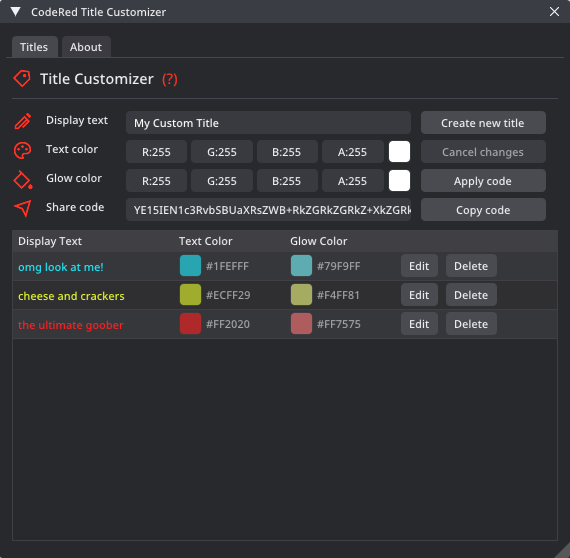 CodeRed Title Customizer
Titles About
Title Customizer (?)
Display text My Custom Title Create new title
Text color R:255 G:255 B:255 A:255 Cancel changes
Glow color R:255 G:255 B:255 A:255 Apply code
Share code YE15IEN1c3RvbSBUaXRsZWB+RkZGRkZGRkZ+XkZGRk Copy code
Display Text Text Color Glow Color
omg look at me! #1FEFFF #79F9FF Edit Delete
cheese and crackers #ECFF29 #F4FF81 Edit Delete
the ultimate goober #FF2020 #FF7575 Edit Delete